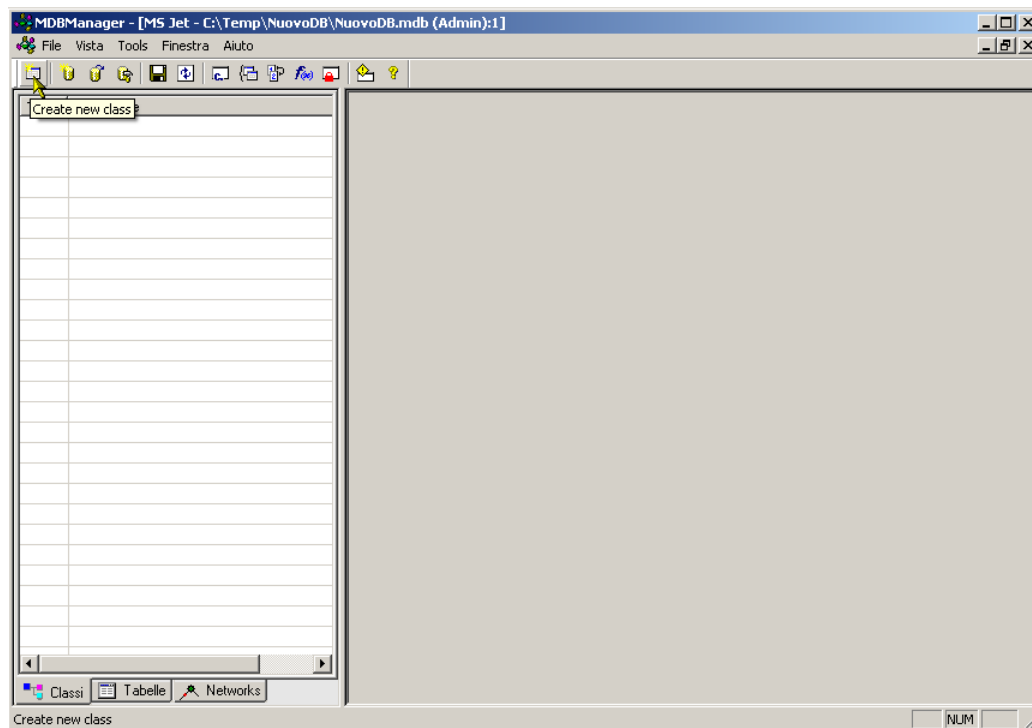 MDBManager - [MS Jet - C:\Temp\NuovoDB\NuovoDB.mdb (Admin):1]
File Vista Tools Finestra Aiuto
Create new class
Classi Tabelle Networks
Create new class NUM